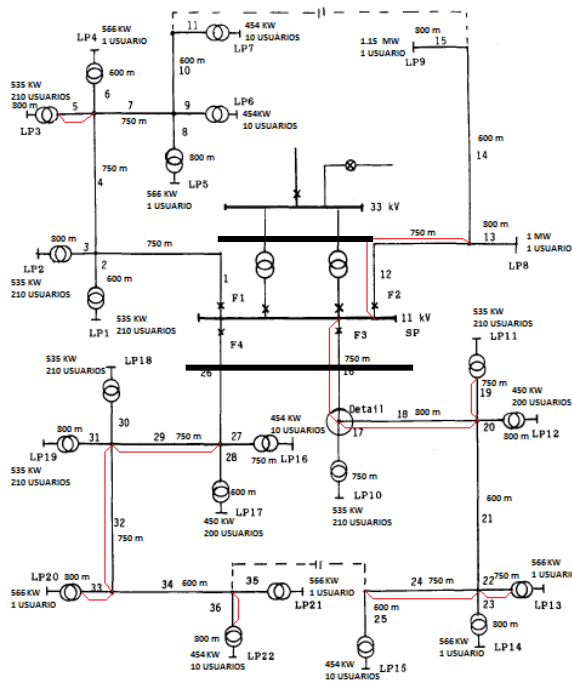 11
454 KW
10 USUARIOS
LP7
566 KW
1 USUARIO
LP4
600 m
10
600 m
6
535 KW
210 USUARIOS
800 m
5
LP3
7
750 m
9
LP6
454KW
10 USUARIOS
8
800 m
LP5
566 KW
1 USUARIO
750 m
4
800 m
15
1.15 MW
1 USUARIO
LP9
600 m
14
33 kV
750 m
13
1 MW
1 USUARIO
LP8
12
800 m
LP2
3
2
750 m
600 m
1
535 KW
210 USUARIOS
LP1
535 KW
210 USUARIOS
F1
F2
11 kV
SP
F4
F3
26
750 m
16
535 KW
210 USUARIOS
LP18
30
800 m
LP19
31
29
750 m
27
28
454 KW
10 USUARIOS
750 m
LP16
535 KW
210 USUARIOS
600 m
LP17
450 KW
200 USUARIOS
Detail
17
18
800 m
750 m
LP10
535 KW
210 USUARIOS
535 KW
210 USUARIOS
LP11
19
20
450 KW
200 USUARIOS
LP12
800 m
600 m
21
32
750 m
LP20
800 m
33
566 KW
1 USUARIO
34
600 m
35
566 KW
1 USUARIO
LP21
36
800 m
454 KW
10 USUARIOS
LP22
24
750 m
600 m
25
454 KW
10 USUARIOS
LP15
22
750 m
23
566 KW
1 USUARIO
LP13
800 m
566 KW
1 USUARIO
LP14